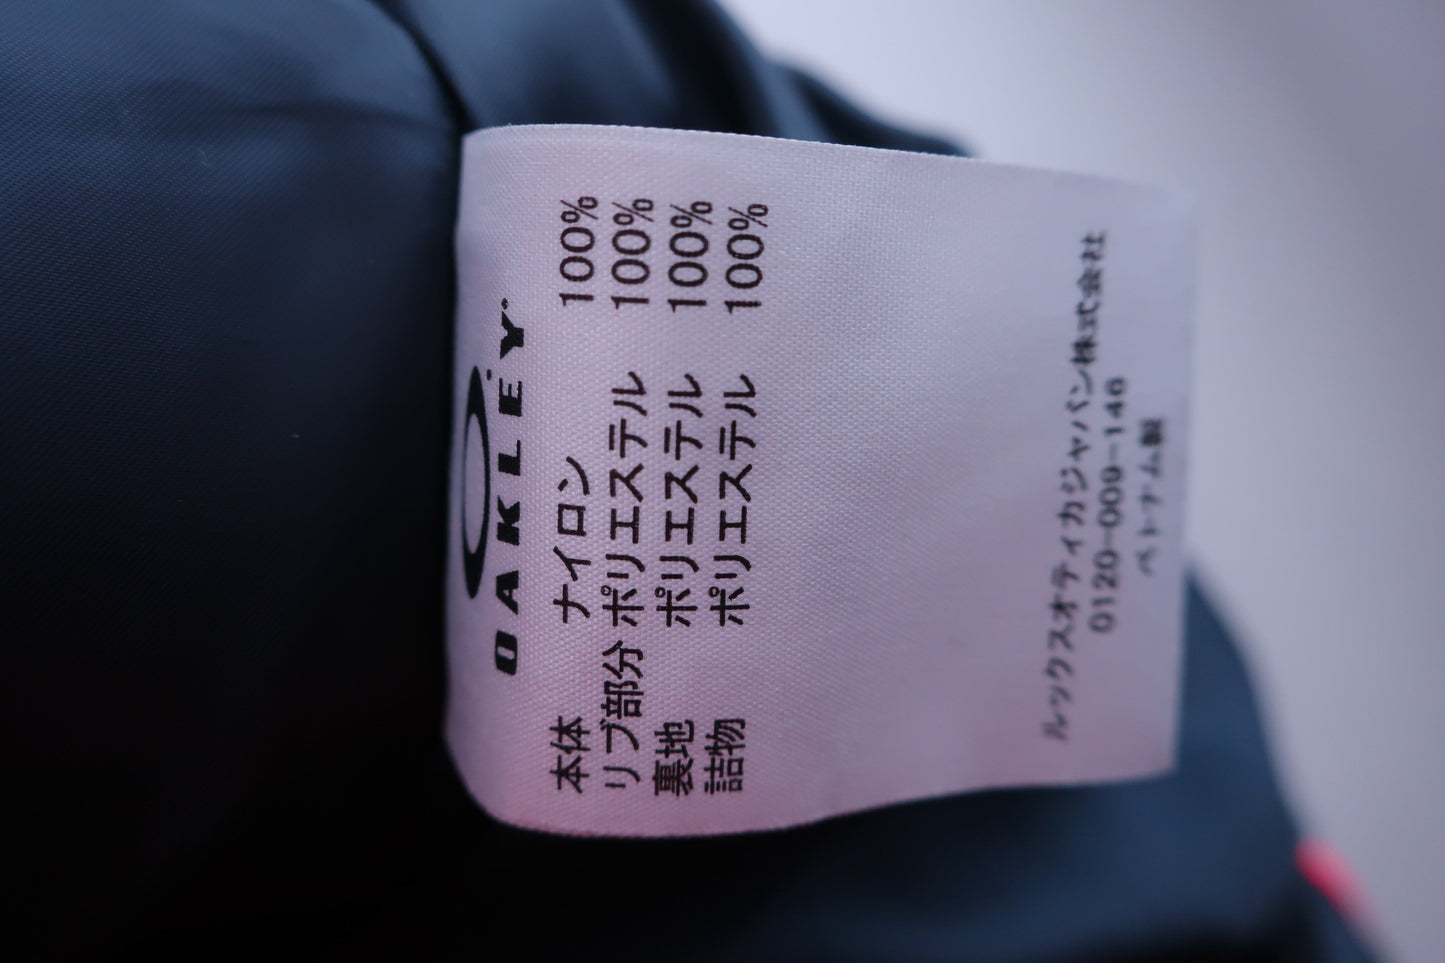 OAKLEY
本体 ナイロン 100%
リブ部分 ポリエステル 100%
裏地 ポリエステル 100%
詰物 ポリエステル 100%
ルックスオティカジャパン株式会社
0120-009-146
ベトナム製